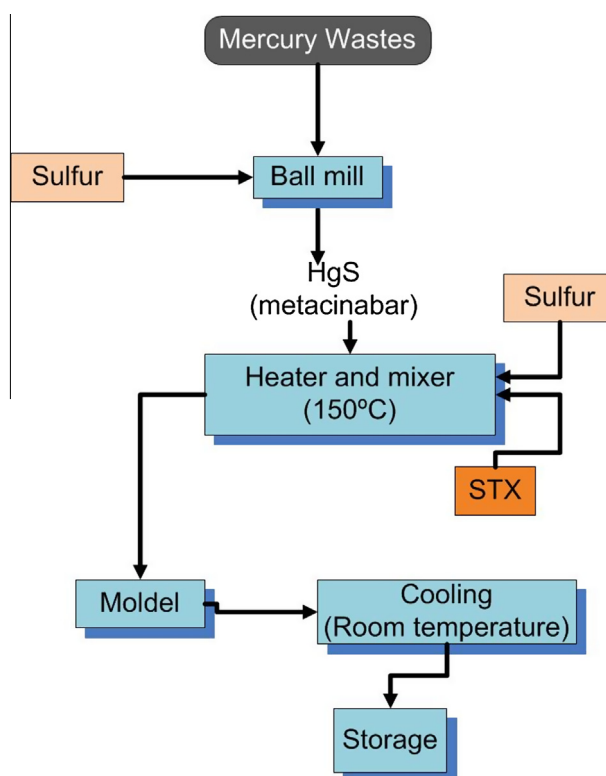 Mercury Wastes
Sulfur
Ball mill
HgS
(metacinabar)
Sulfur
Heater and mixer
(150ºC)
STX
Moldel
Cooling
(Room temperature)
Storage